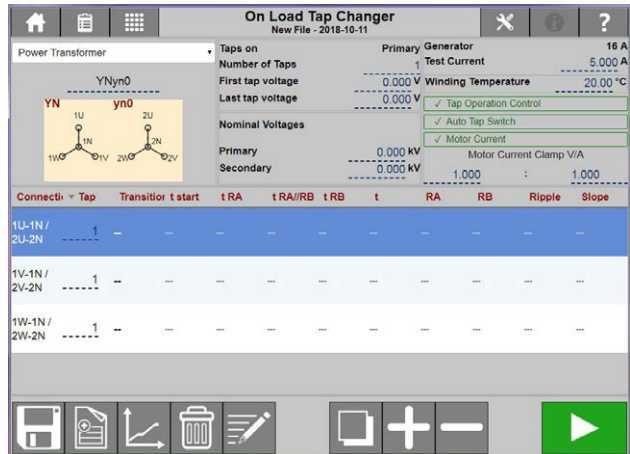 On Load Tap Changer
New File - 2018-10-11
?
Power Transformer
YNyn0
YN yn0
1U 2U
1N 2N
1W 1V 2W 2V
Taps on Primary
Number of Taps 1
First tap voltage 0.000 V
Last tap voltage 0.000 V
Nominal Voltages
Primary 0.000 kV
Secondary 0.000 kV
Generator 16 A
Test Current 5.000 A
Winding Temperature 20.00 °C
✓ Tap Operation Control
✓ Auto Tap Switch
✓ Motor Current
Motor Current Clamp V/A
1.000 : 1.000
Connecti Tap Transitior t start t RA t RA//RB t RB t RA RB Ripple Slope
1U-1N / 2U-2N 1 -- --- --- --- --- --- --- --- --- ---
1V-1N / 2V-2N 1 -- --- --- --- --- --- --- --- --- ---
1W-1N / 2W-2N 1 -- --- --- --- --- --- --- --- --- ---